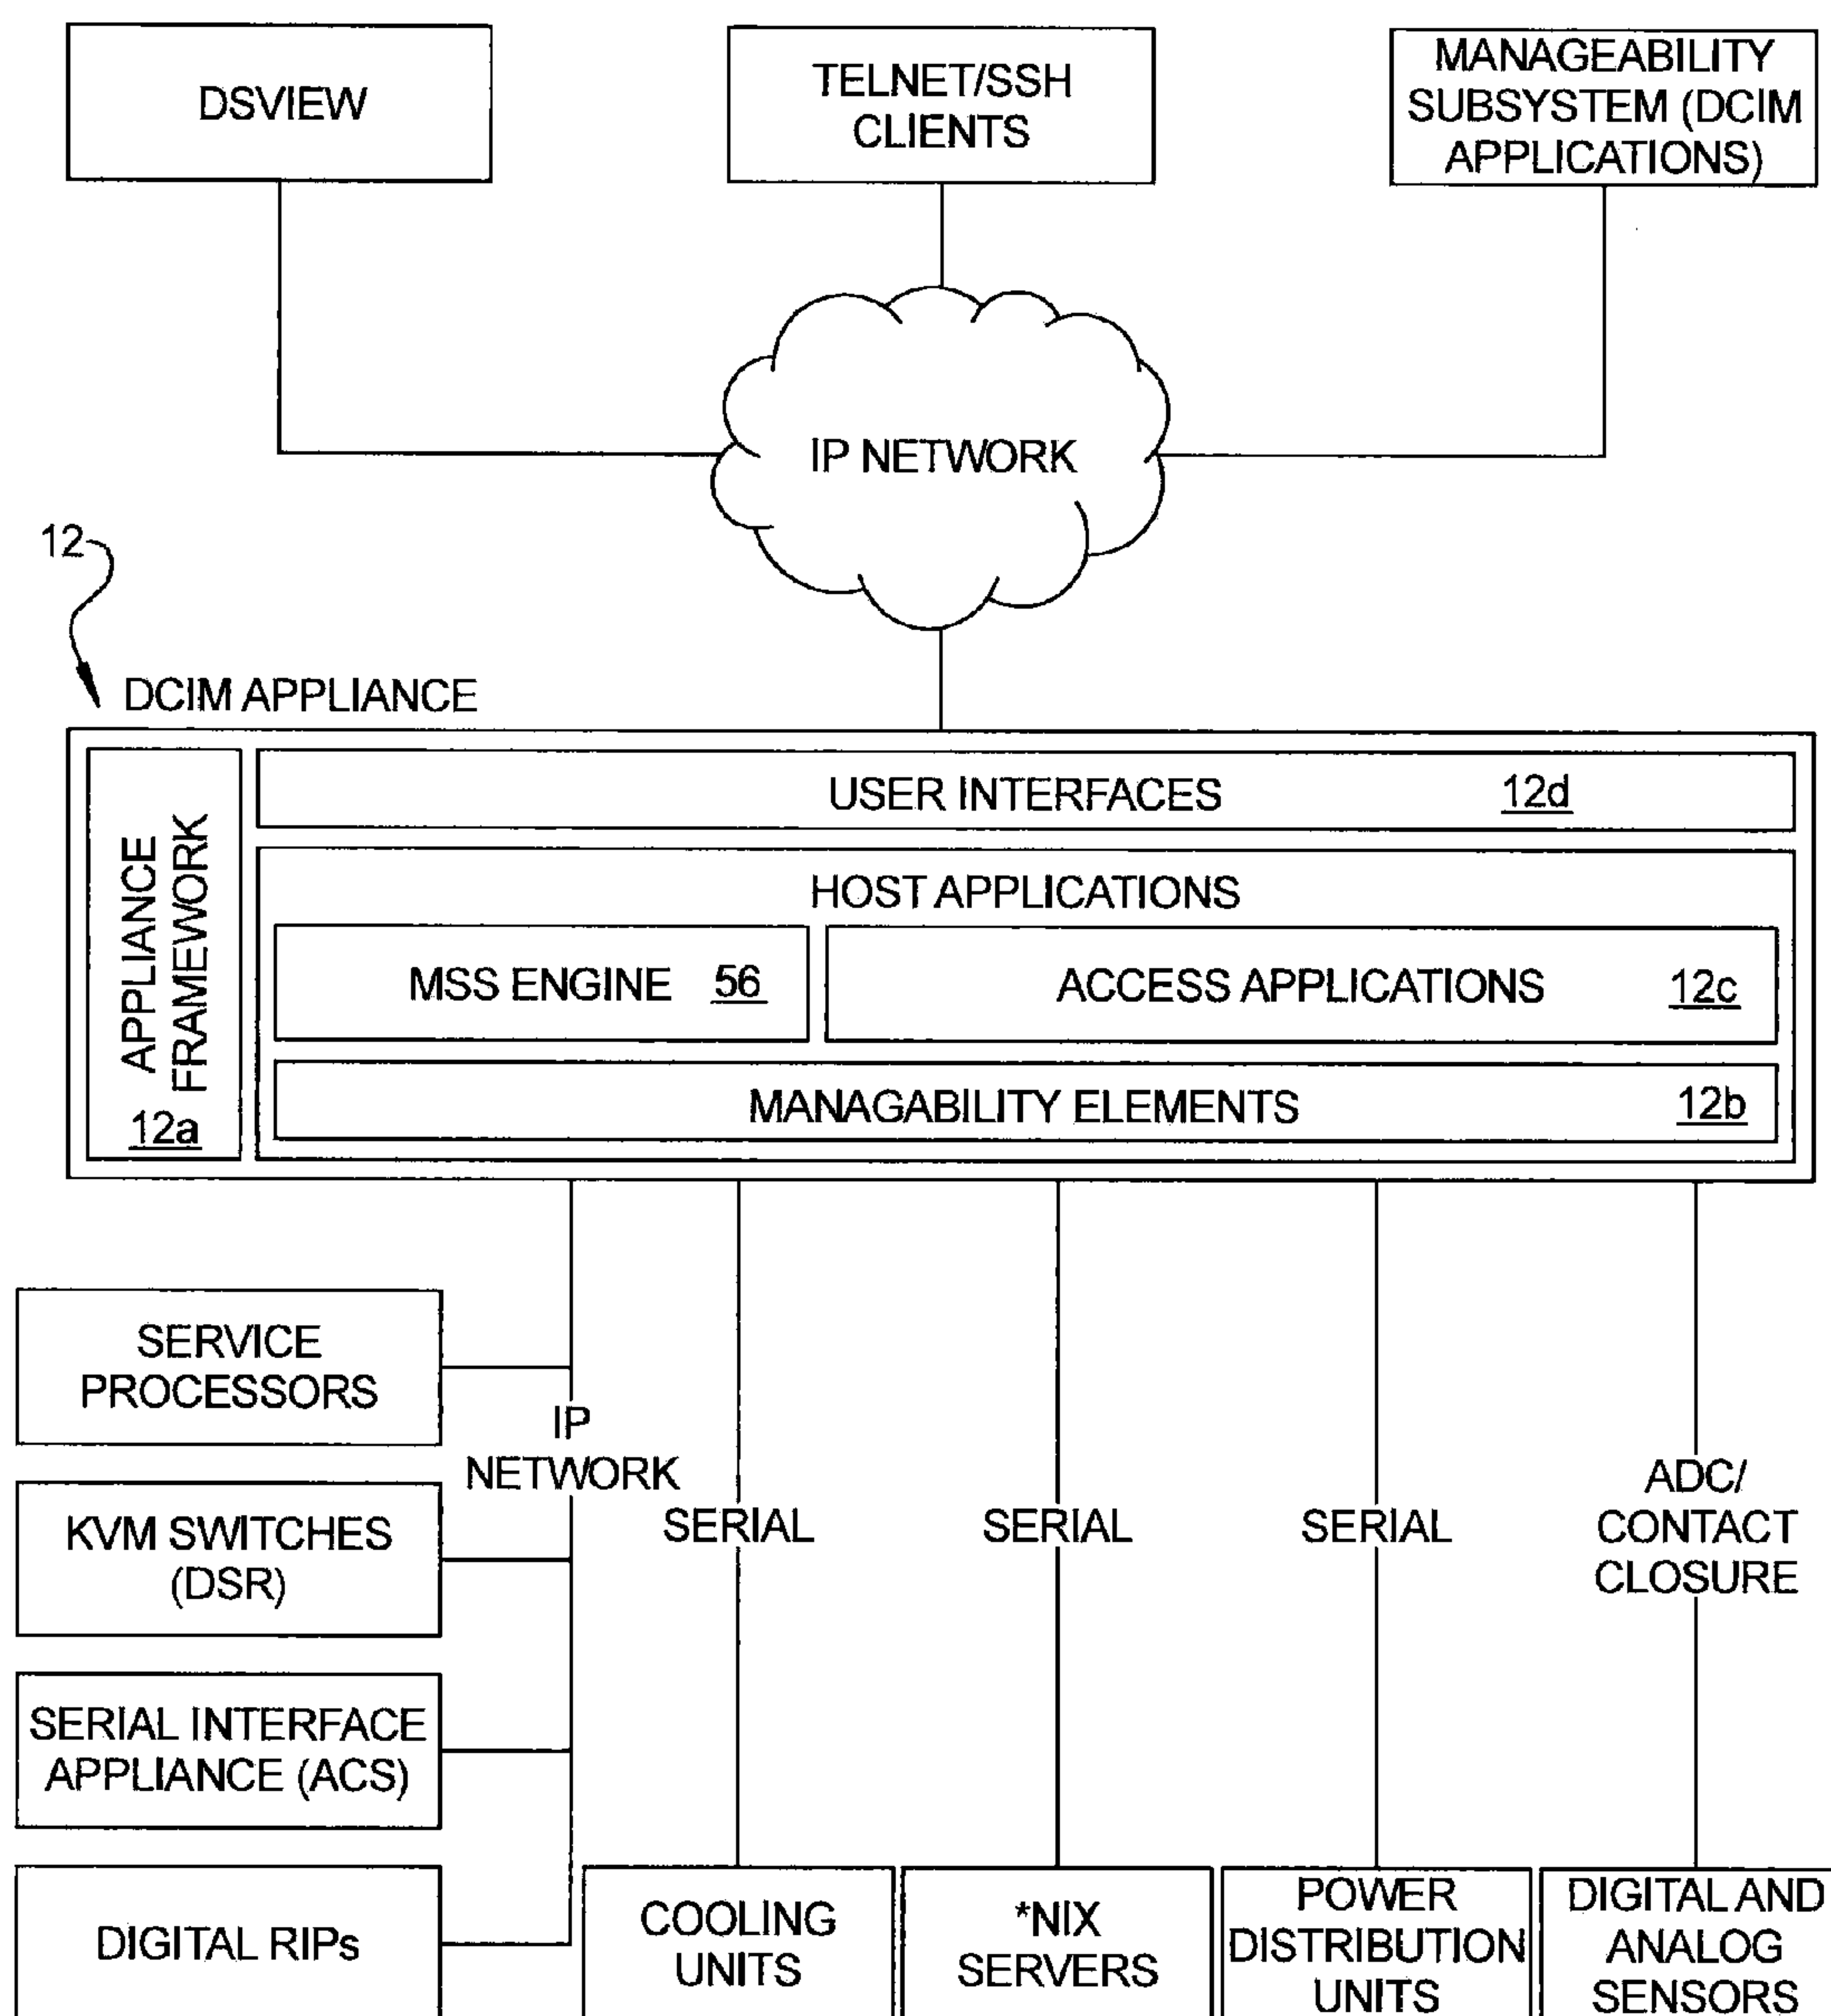 DSVIEW
TELNET/SSH
CLIENTS
MANAGEABILITY
SUBSYSTEM (DCIM
APPLICATIONS)
IP NETWORK
12
DCIM APPLIANCE
APPLIANCE
FRAMEWORK
12a
USER INTERFACES 12d
HOST APPLICATIONS
MSS ENGINE 56
ACCESS APPLICATIONS 12c
MANAGABILITY ELEMENTS 12b
SERVICE
PROCESSORS
KVM SWITCHES
(DSR)
SERIAL INTERFACE
APPLIANCE (ACS)
DIGITAL RIPs
IP
NETWORK
SERIAL
SERIAL
SERIAL
ADC/
CONTACT
CLOSURE
COOLING
UNITS
*NIX
SERVERS
POWER
DISTRIBUTION
UNITS
DIGITAL AND
ANALOG
SENSORS